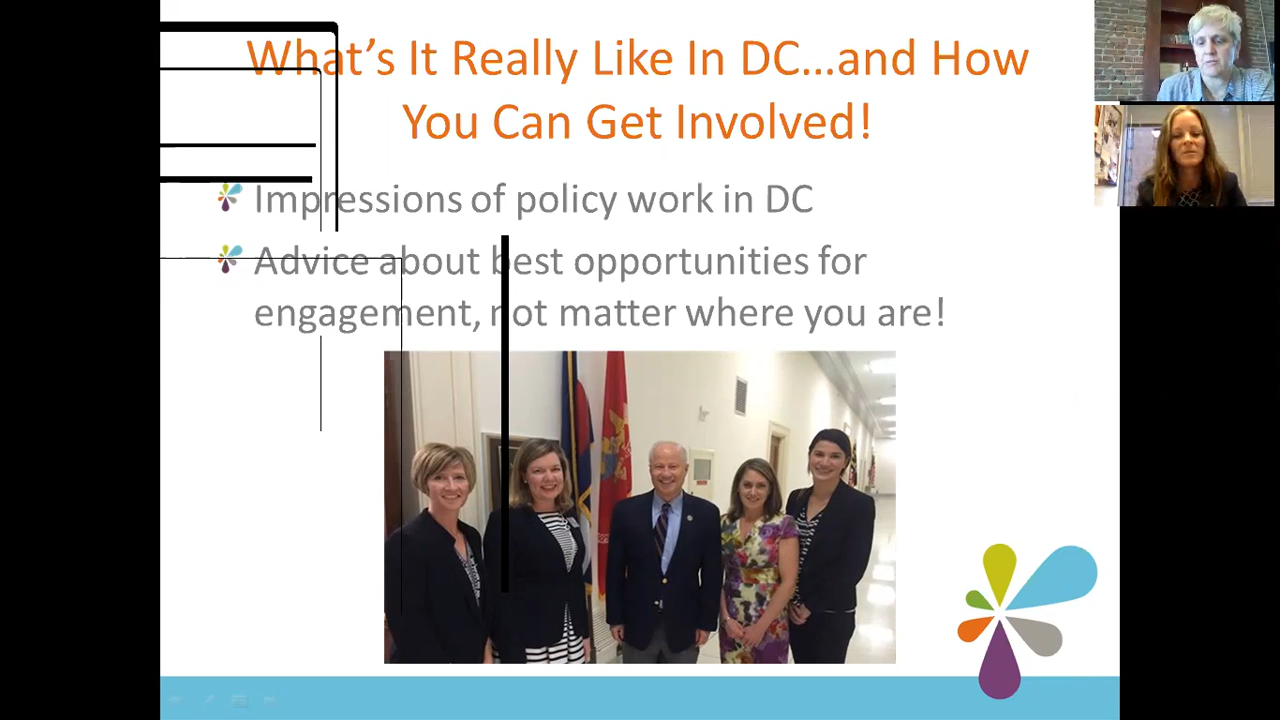 What's It Really Like In DC...and How
You Can Get Involved!
Impressions of policy work in DC
Advice about best opportunities for
engagement, not matter where you are!